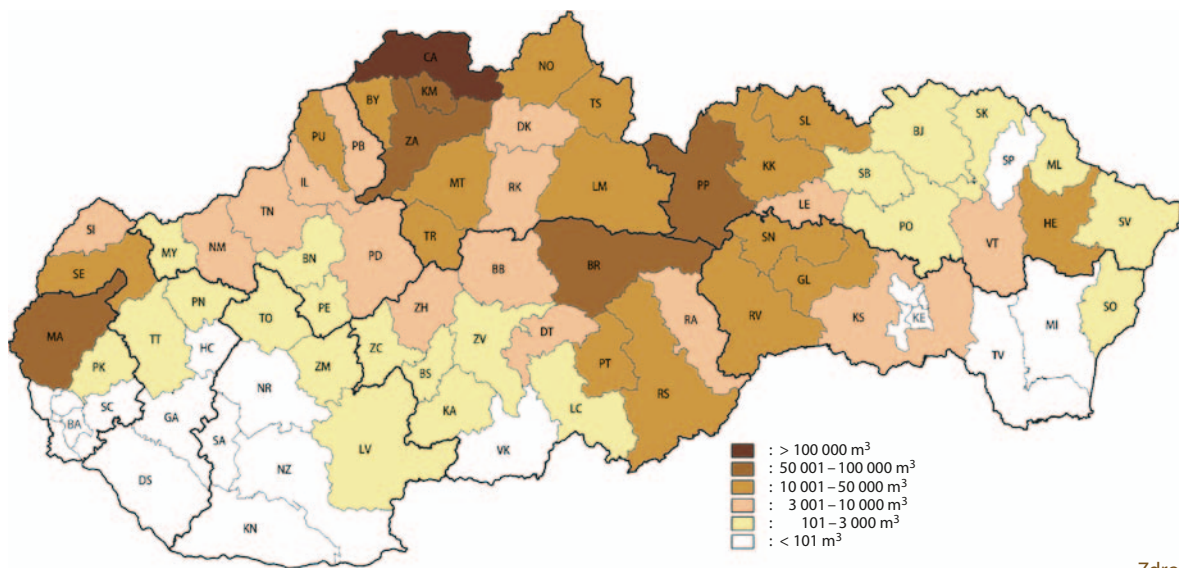 CA
NO
BY
KM
TS
SL
SK
BJ
PU
PB
ZA
DK
SP
ML
KK
SB
PP
IL
MT
RK
LM
LE
HE
SV
TN
PO
VT
SI
NM
TR
SN
MY
BN
PD
BB
BR
SE
GL
PN
PE
ZH
SO
TO
RA
RV
KS
KE
MI
MA
TT
HC
ZC
ZV
DT
TV
PK
ZM
BS
PT
NR
RS
SC
GA
KA
LC
BA
SA
LV
VK
NZ
DS
KN
: > 100 000 m³
: 50 001 – 100 000 m³
: 10 001 – 50 000 m³
: 3 001 – 10 000 m³
: 101 – 3 000 m³
: < 101 m³